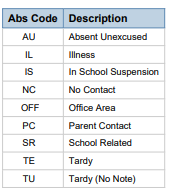 Abs Code Description
AU Absent Unexcused
IL Illness
IS In School Suspension
NC No Contact
OFF Office Area
PC Parent Contact
SR School Related
TE Tardy
TU Tardy (No Note)